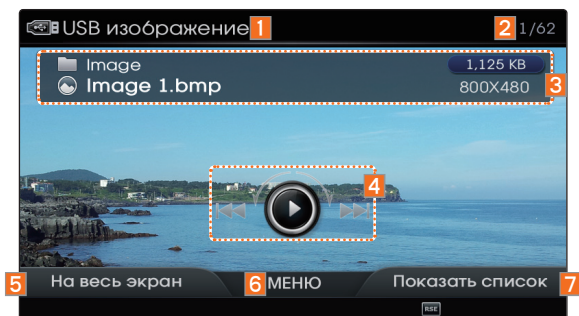 USB изображение 1 2 1/62
Image 1,125 KB
Image 1.bmp 800X480 3
4
5 На весь экран 6 МЕНЮ Показать список 7
RSE